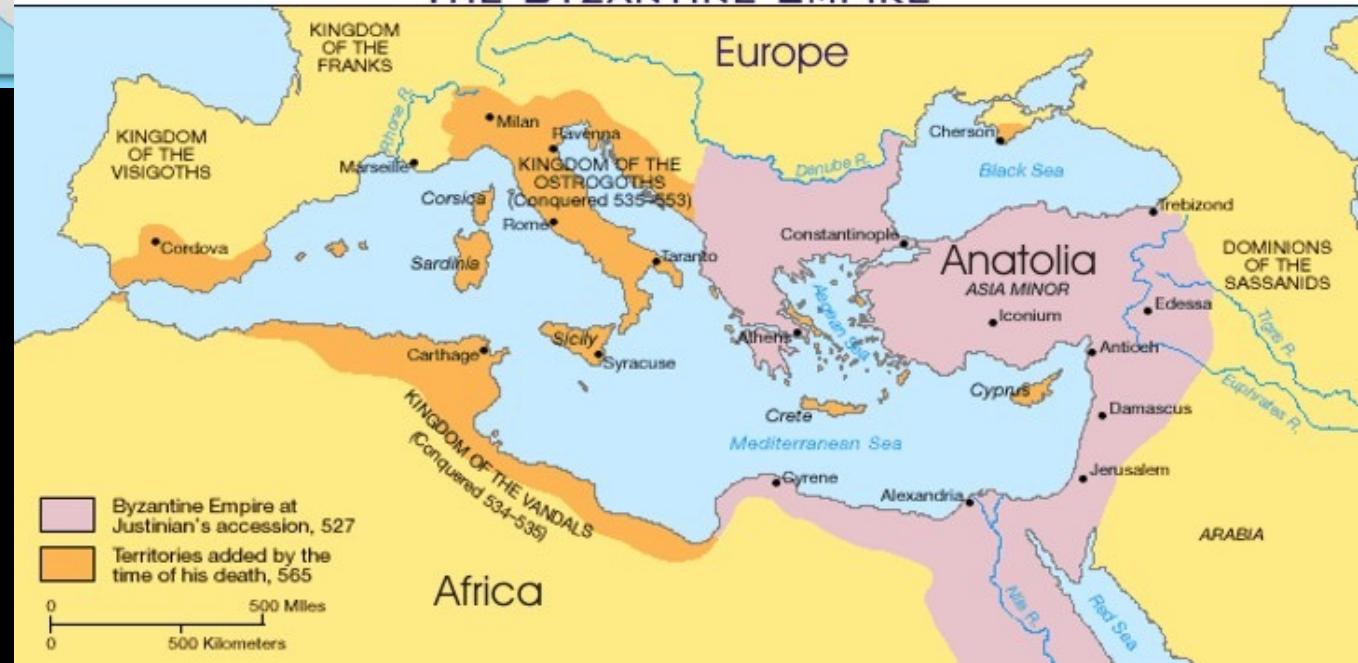 THE BYZANTINE EMPIRE
KINGDOM
OF THE
FRANKS
Europe
KINGDOM
OF THE
VISIGOTHS
Rhone R.
Milan
Ravenna
Marseille
KINGDOM OF THE
OSTROGOTHS
(Conquered 535-553)
Corsica
Rome
Cordova
Sardinia
Taranto
Danube R.
Cherson
Black Sea
Trebizond
Constantinople
Anatolia
ASIA MINOR
DOMINIONS
OF THE
SASSANIDS
Iconium
Edessa
Tigris R.
Aegean Sea
Athens
Carthage
Sicily
Syracuse
Antioch
Euphrates R.
Cyprus
Crete
Damascus
Mediterranean Sea
KINGDOM OF THE VANDALS
(Conquered 534-535)
Cyrene
Alexandria
Jerusalem
ARABIA
Nile R.
Red Sea
Africa
Byzantine Empire at
Justinian's accession, 527
Territories added by the
time of his death, 565
0 500 Miles
0 500 Kilometers